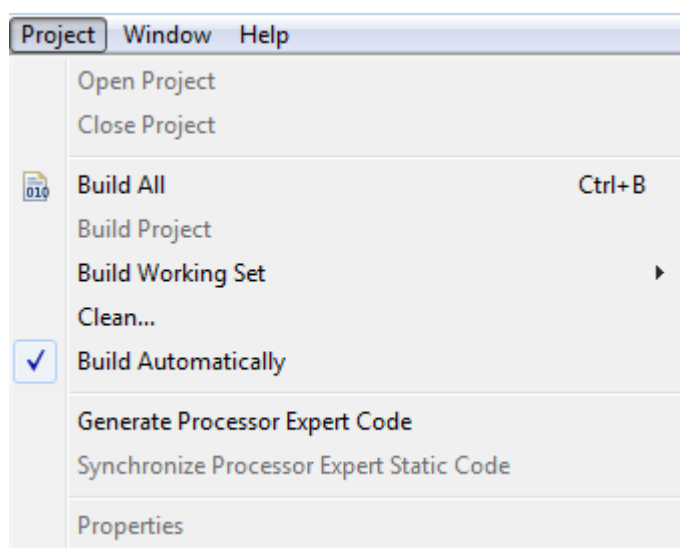 Project Window Help
Open Project
Close Project
010
Build All Ctrl+B
Build Project
Build Working Set
Clean...
Build Automatically
Generate Processor Expert Code
Synchronize Processor Expert Static Code
Properties